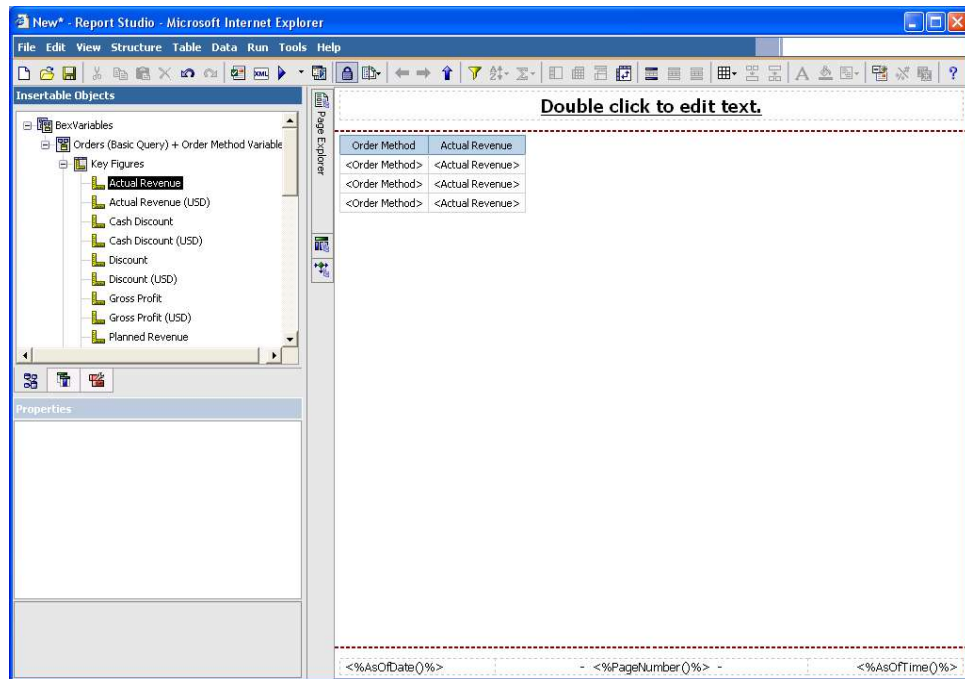 New* - Report Studio - Microsoft Internet Explorer
File Edit View Structure Table Data Run Tools Help
Insertable Objects
BexVariables
Orders (Basic Query) + Order Method Variable
Key Figures
Actual Revenue
Actual Revenue (USD)
Cash Discount
Cash Discount (USD)
Discount
Discount (USD)
Gross Profit
Gross Profit (USD)
Planned Revenue
Properties
Page Explorer
Double click to edit text.
Order Method Actual Revenue
<Order Method> <Actual Revenue>
<Order Method> <Actual Revenue>
<Order Method> <Actual Revenue>
<%AsOfDate()%> - <%PageNumber()%> - <%AsOfTime()%>